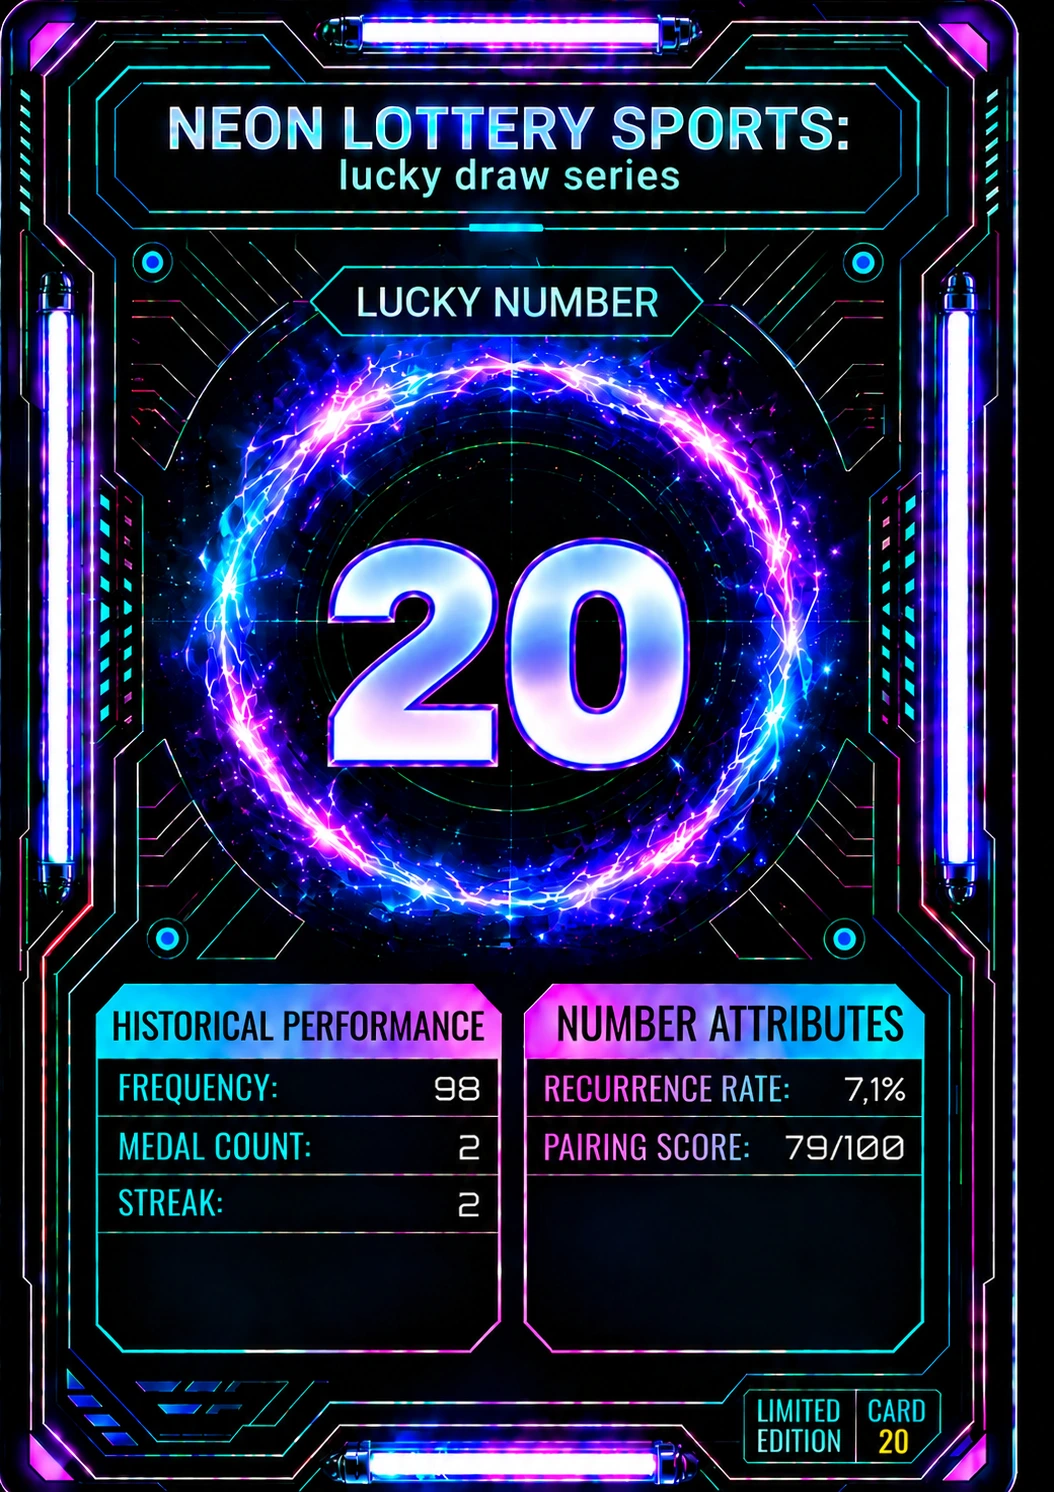 NEON LOTTERY SPORTS:
lucky draw series
LUCKY NUMBER
20
HISTORICAL PERFORMANCE
FREQUENCY: 98
MEDAL COUNT: 2
STREAK: 2
NUMBER ATTRIBUTES
RECURRENCE RATE: 7,1%
PAIRING SCORE: 79/100
LIMITED
EDITION
CARD
20